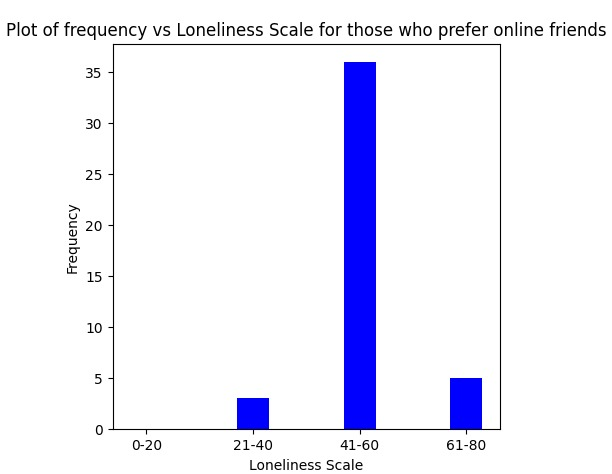 Plot of frequency vs Loneliness Scale for those who prefer online friends
35
30
25
20
15
10
5
0
Frequency
0-20 21-40 41-60 61-80
Loneliness Scale